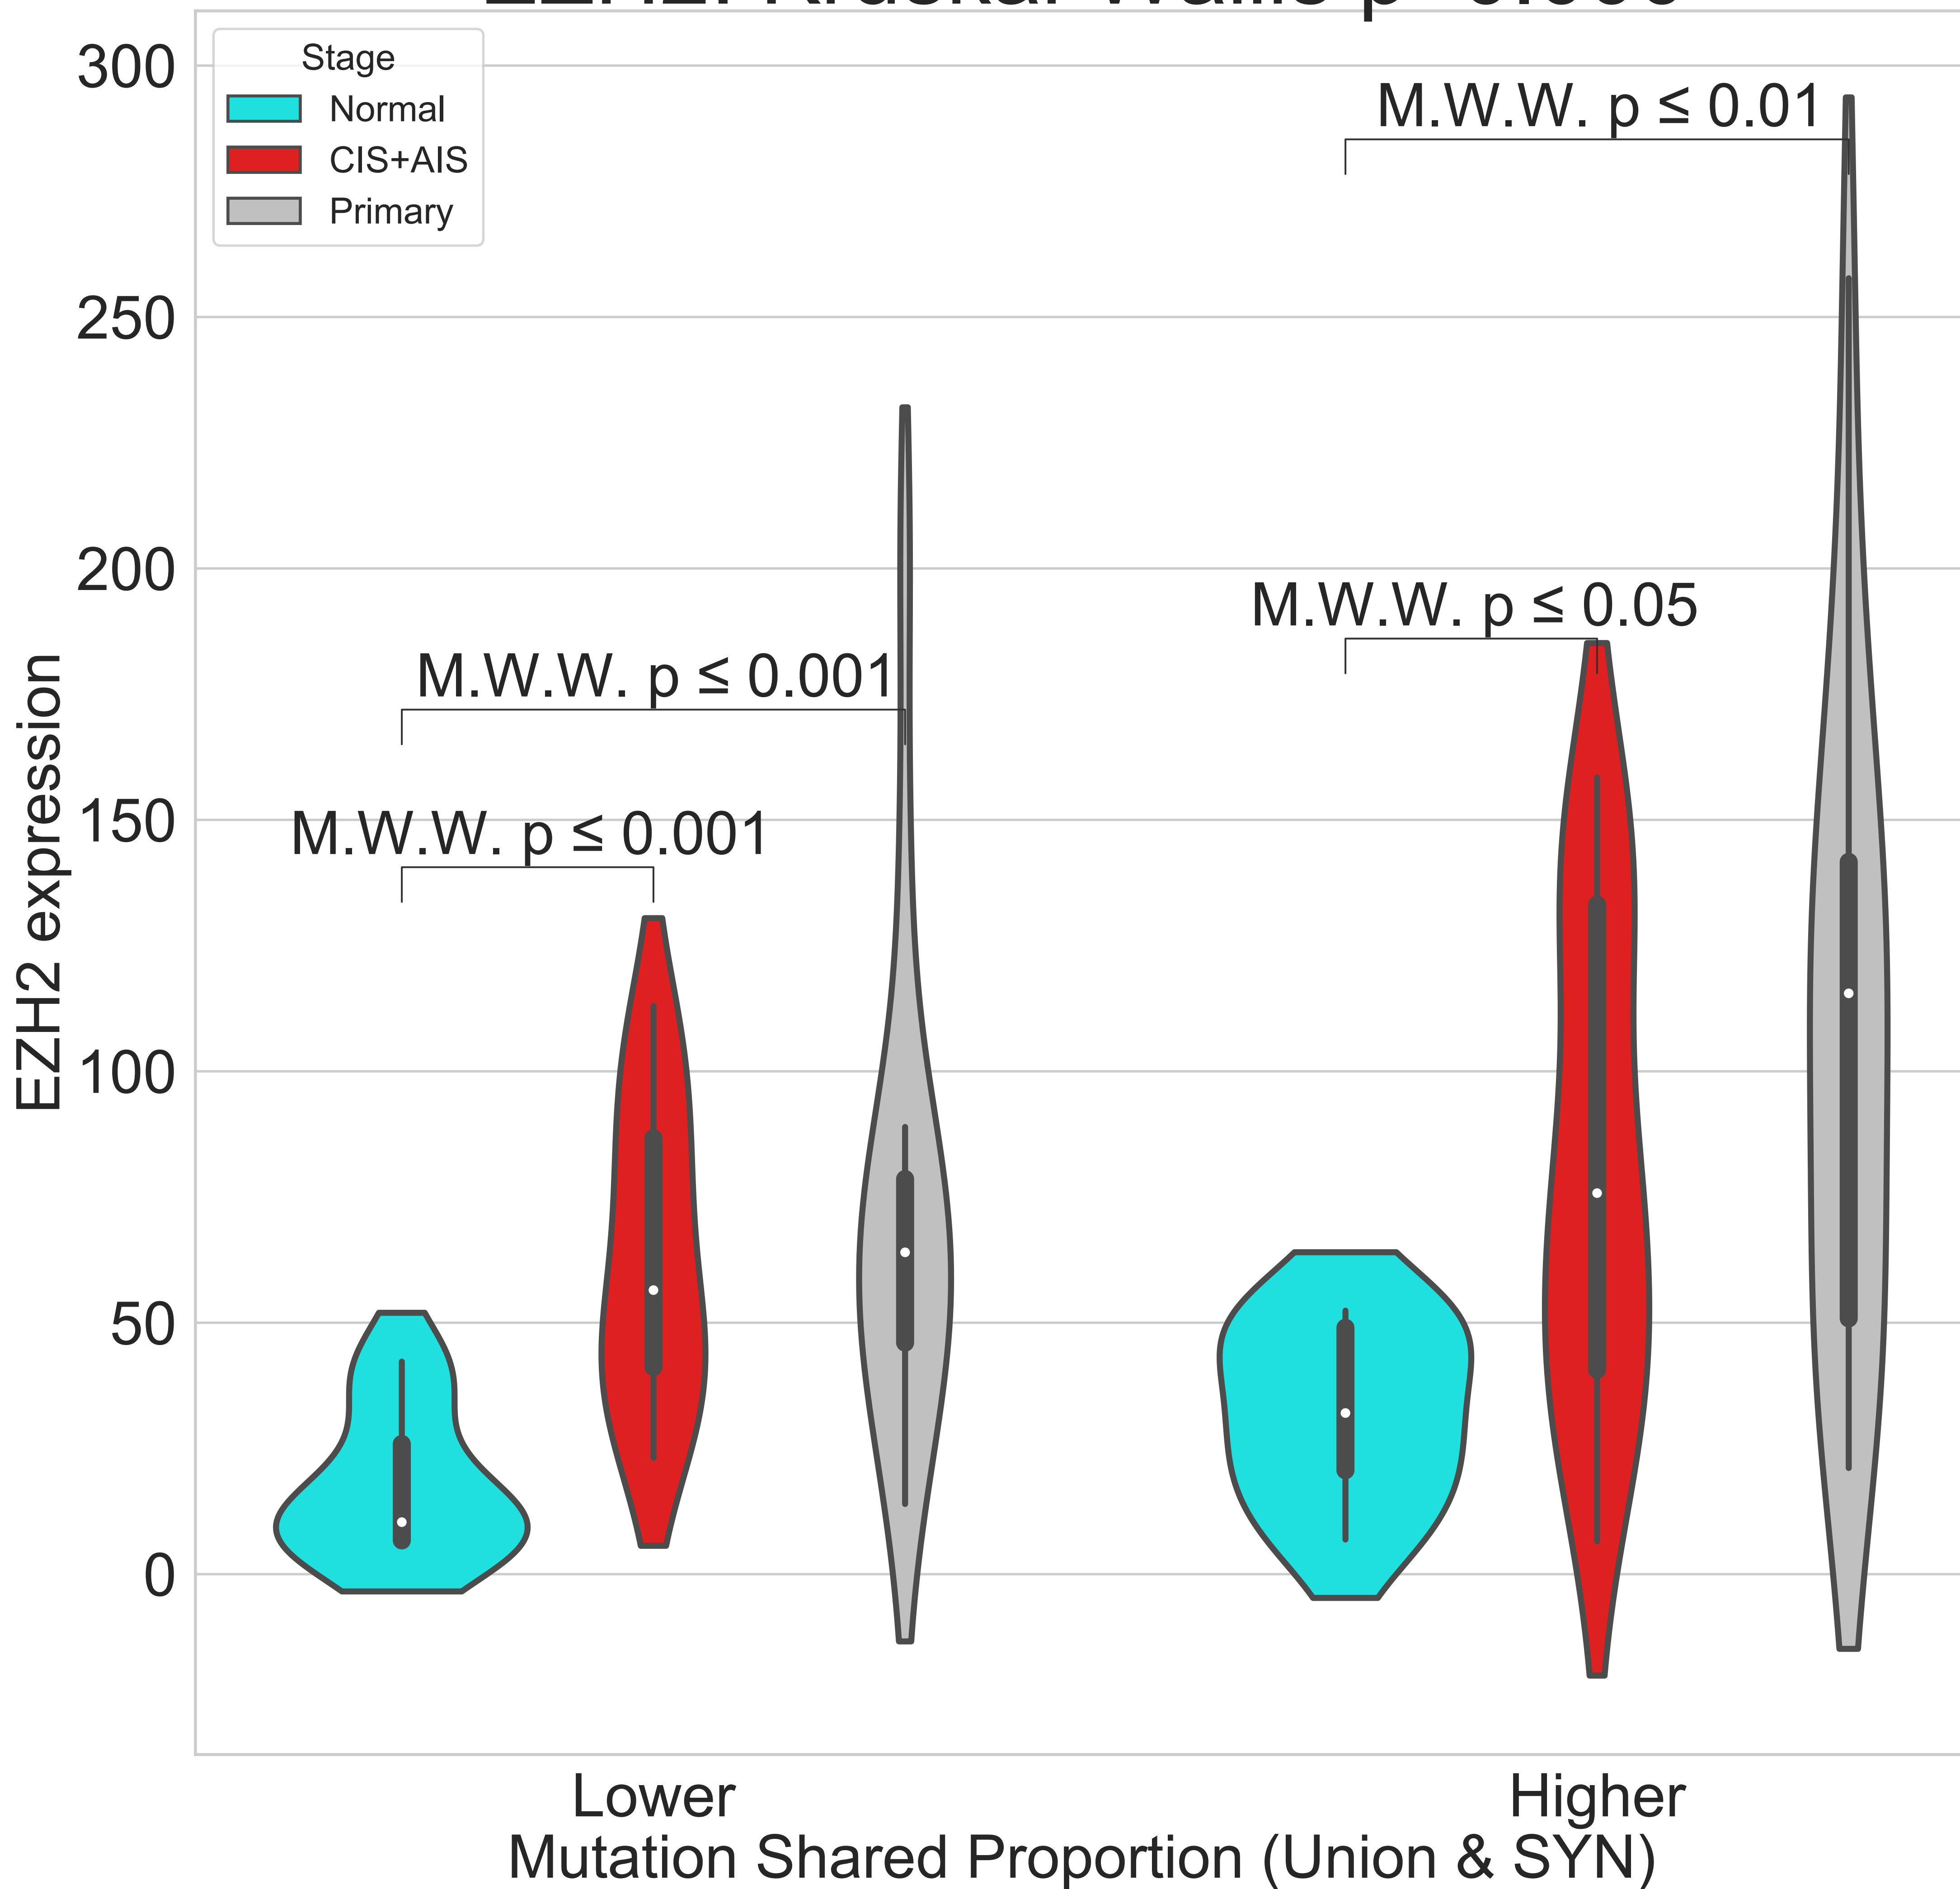 Stage
Normal
CIS+AIS
Primary
300
250
200
150
100
50
0
EZH2 expression
M.W.W. p ≤ 0.01
M.W.W. p ≤ 0.05
M.W.W. p ≤ 0.001
M.W.W. p ≤ 0.001
Lower
Higher
Mutation Shared Proportion (Union & SYN)